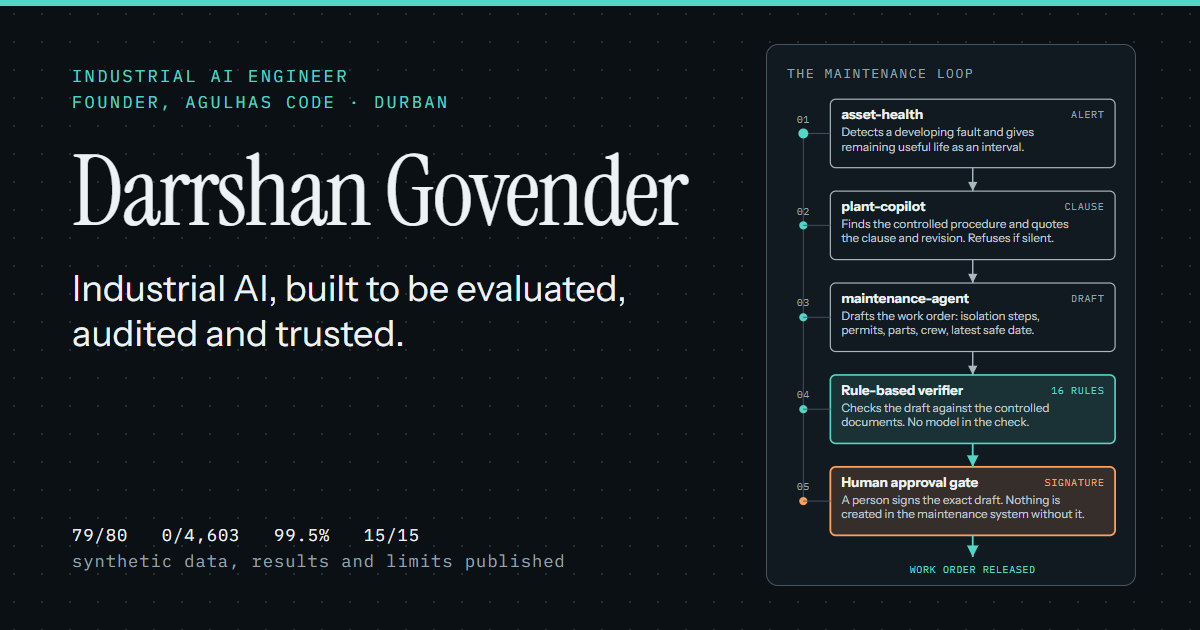 INDUSTRIAL AI ENGINEER
FOUNDER, AGULHAS CODE · DURBAN
Darrshan Govender
Industrial AI, built to be evaluated,
audited and trusted.
79/80 0/4,603 99.5% 15/15
synthetic data, results and limits published
THE MAINTENANCE LOOP
01
asset-health ALERT
Detects a developing fault and gives
remaining useful life as an interval.
02
plant-copilot CLAUSE
Finds the controlled procedure and quotes
the clause and revision. Refuses if silent.
03
maintenance-agent DRAFT
Drafts the work order: isolation steps,
permits, parts, crew, latest safe date.
04
Rule-based verifier 16 RULES
Checks the draft against the controlled
documents. No model in the check.
05
Human approval gate SIGNATURE
A person signs the exact draft. Nothing is
created in the maintenance system without it.
WORK ORDER RELEASED